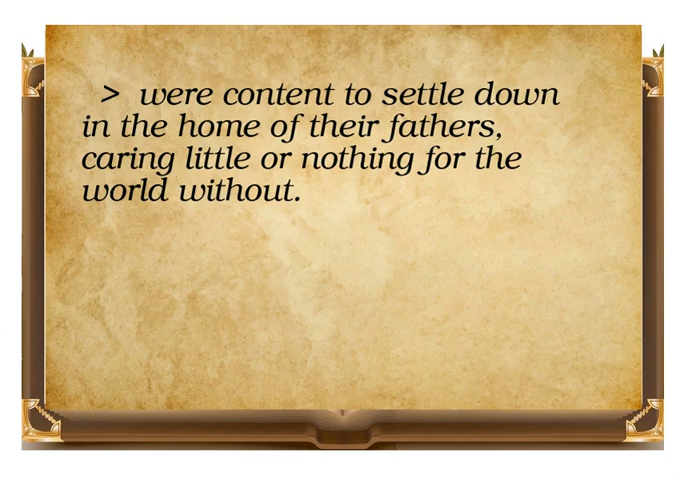 > were content to settle down
in the home of their fathers,
caring little or nothing for the
world without.